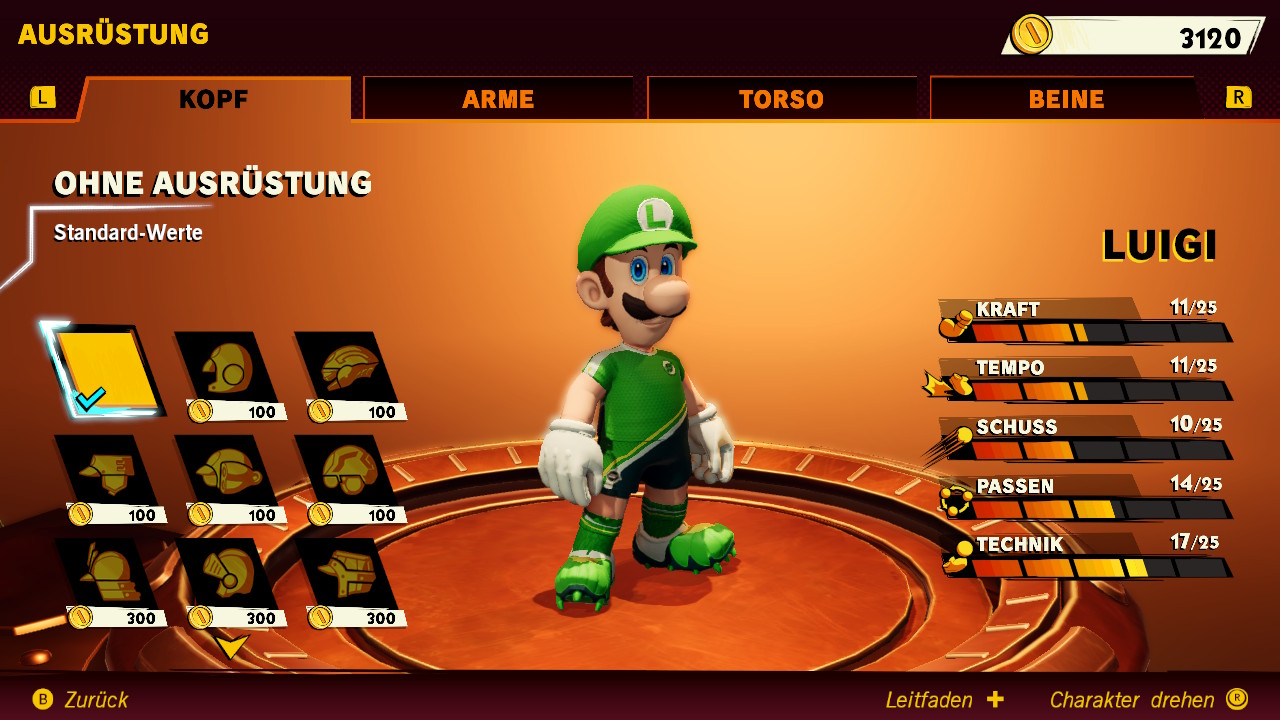 AUSRÜSTUNG
3120
L
KOPF
ARME
TORSO
BEINE
R
OHNE AUSRÜSTUNG
Standard-Werte
L
LUIGI
KRAFT 11/25
TEMPO 11/25
SCHUSS 10/25
PASSEN 14/25
TECHNIK 17/25
100
100
100
100
100
300
300
300
B Zurück
Leitfaden +
Charakter drehen R